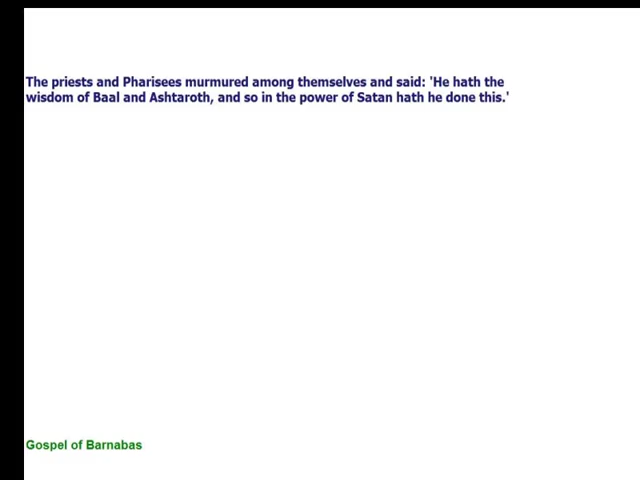 The priests and Pharisees murmured among themselves and said: 'He hath the
wisdom of Baal and Ashtaroth, and so in the power of Satan hath he done this.'
Gospel of Barnabas